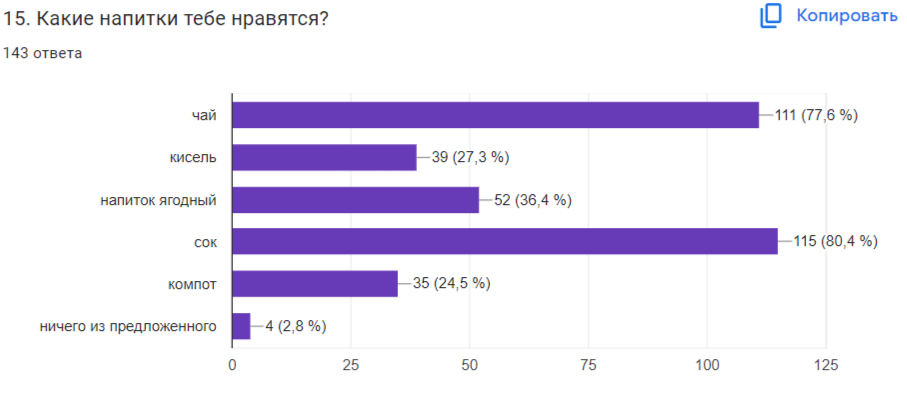 15. Какие напитки тебе нравятся?
Копировать
143 ответа
чай 111 (77,6 %)
кисель 39 (27,3 %)
напиток ягодный 52 (36,4 %)
сок 115 (80,4 %)
компот 35 (24,5 %)
ничего из предложенного 4 (2,8 %)
0 25 50 75 100 125